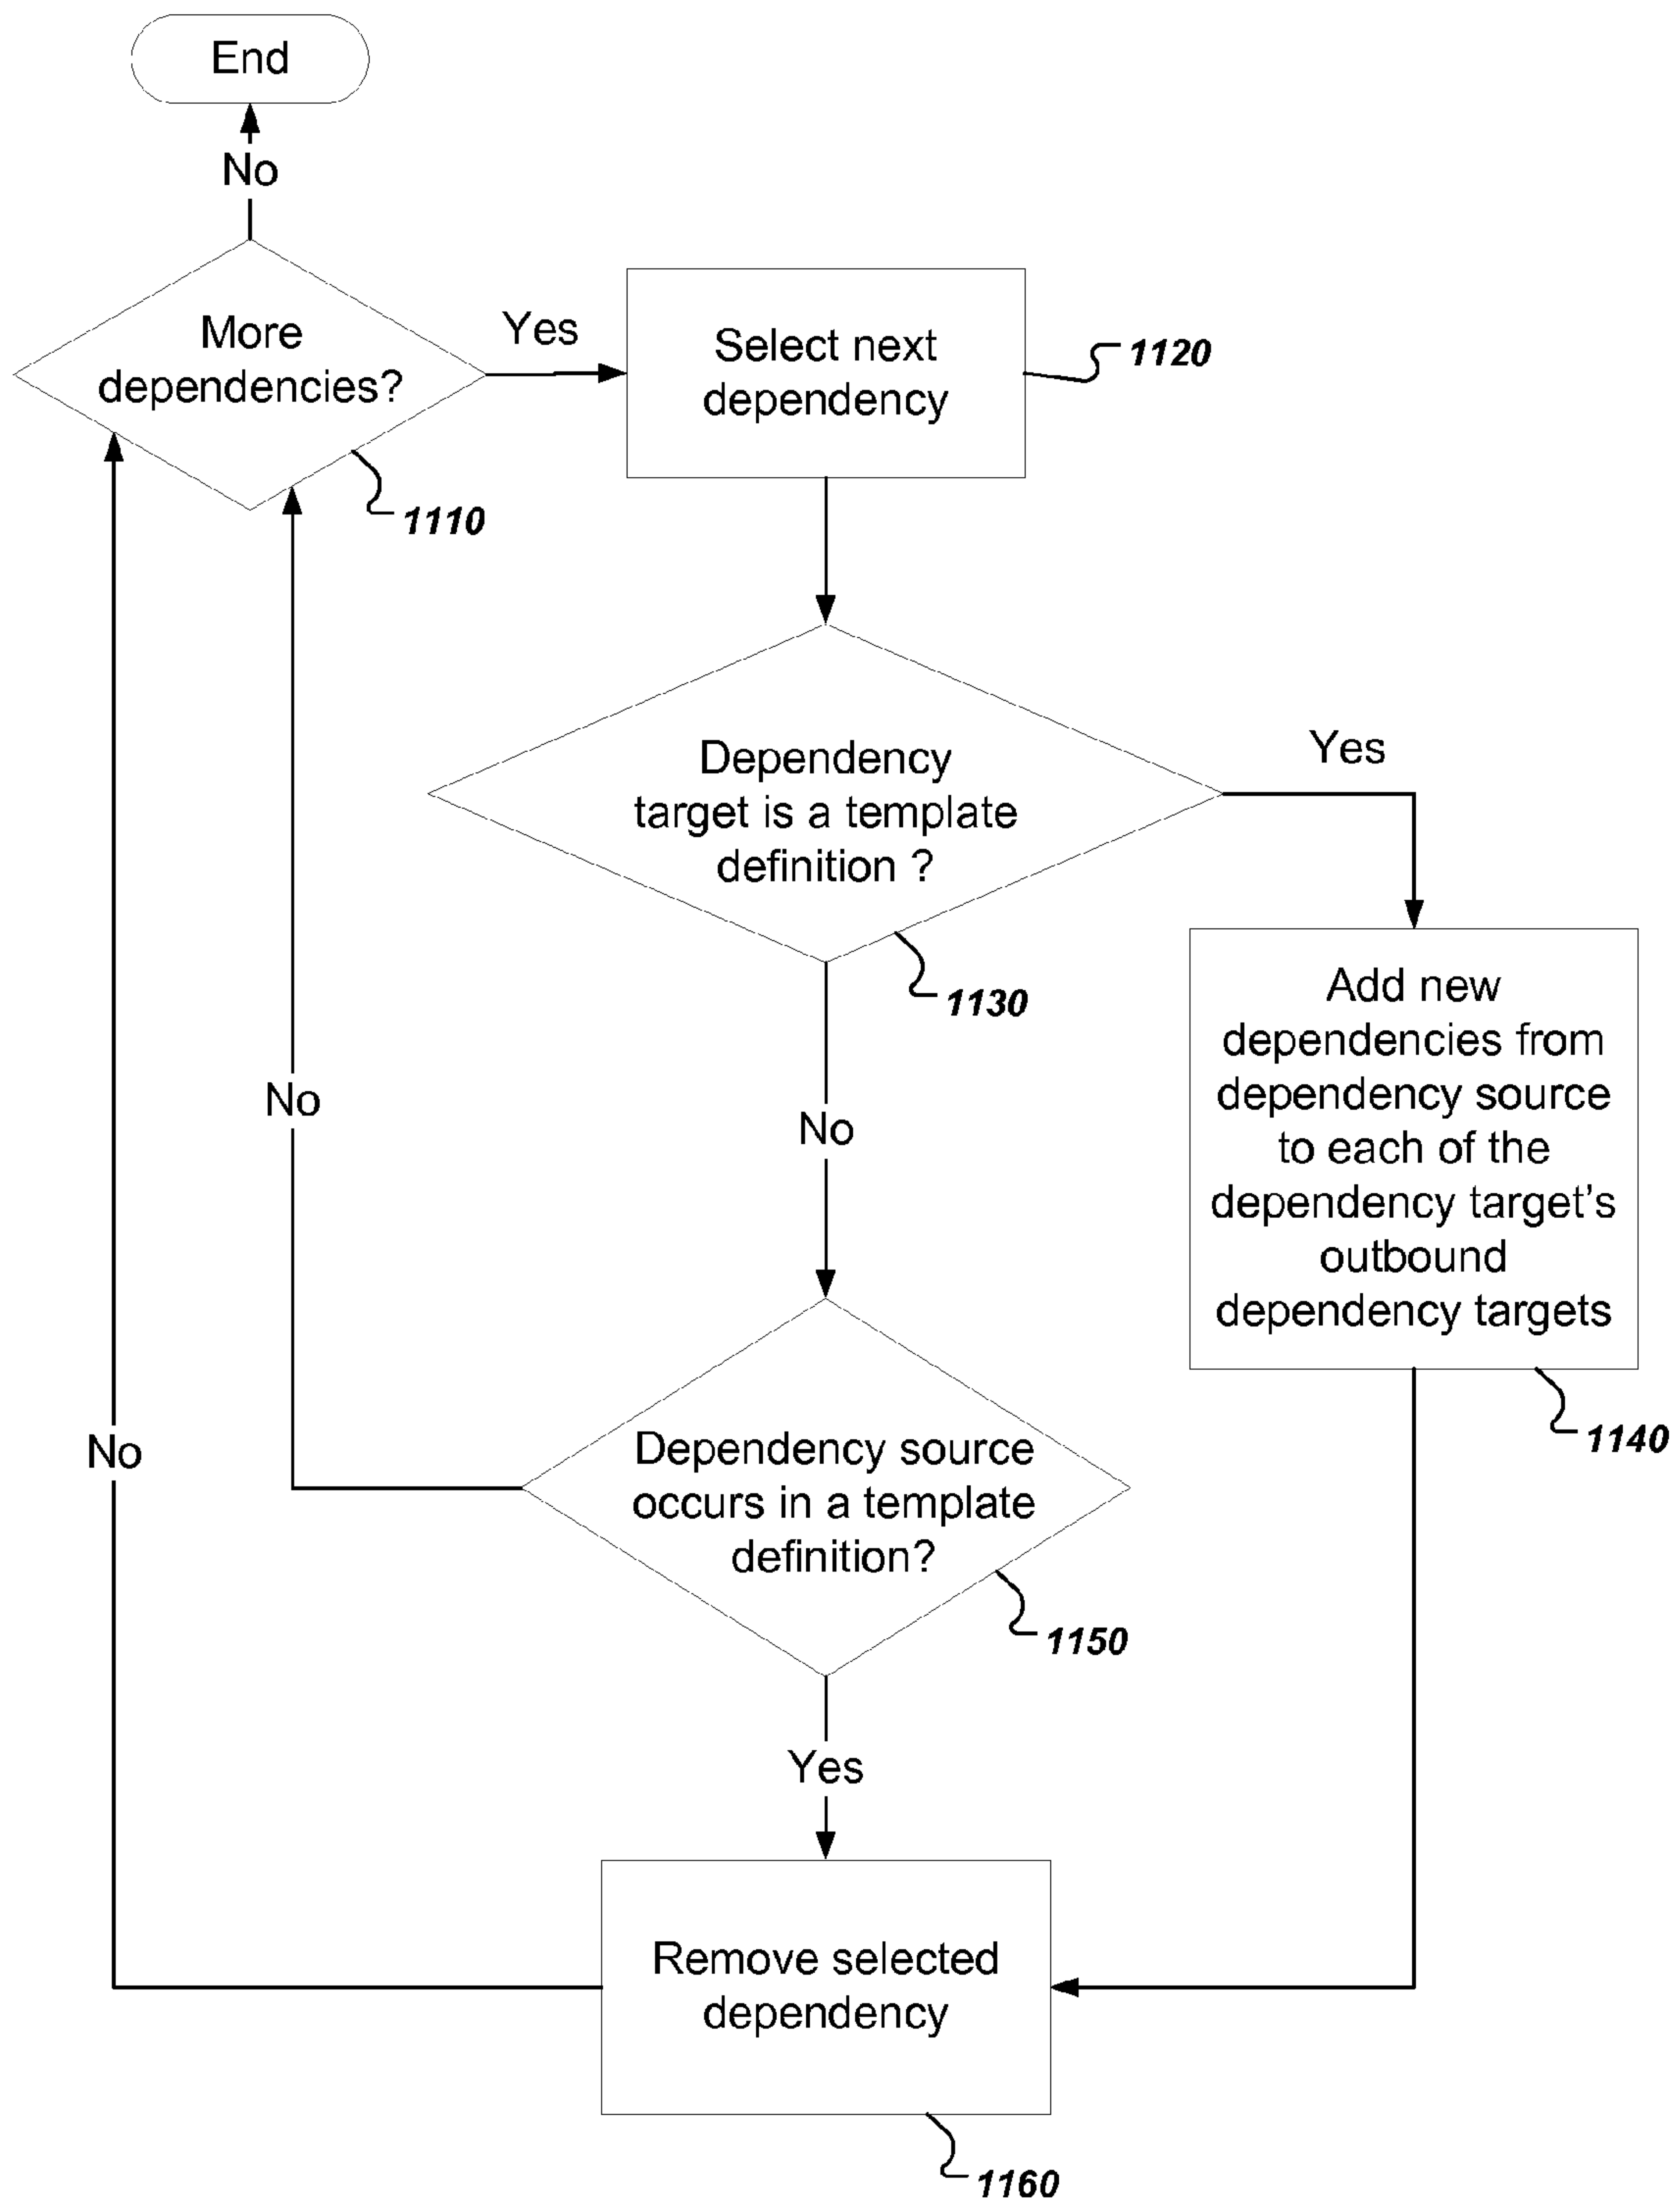 End
No
More
dependencies?
Yes
Select next
dependency
1120
1110
Dependency
target is a template
definition ?
Yes
1130
Add new
dependencies from
dependency source
to each of the
dependency target’s
outbound
dependency targets
1140
No
No
No
Dependency source
occurs in a template
definition?
1150
Yes
Remove selected
dependency
1160